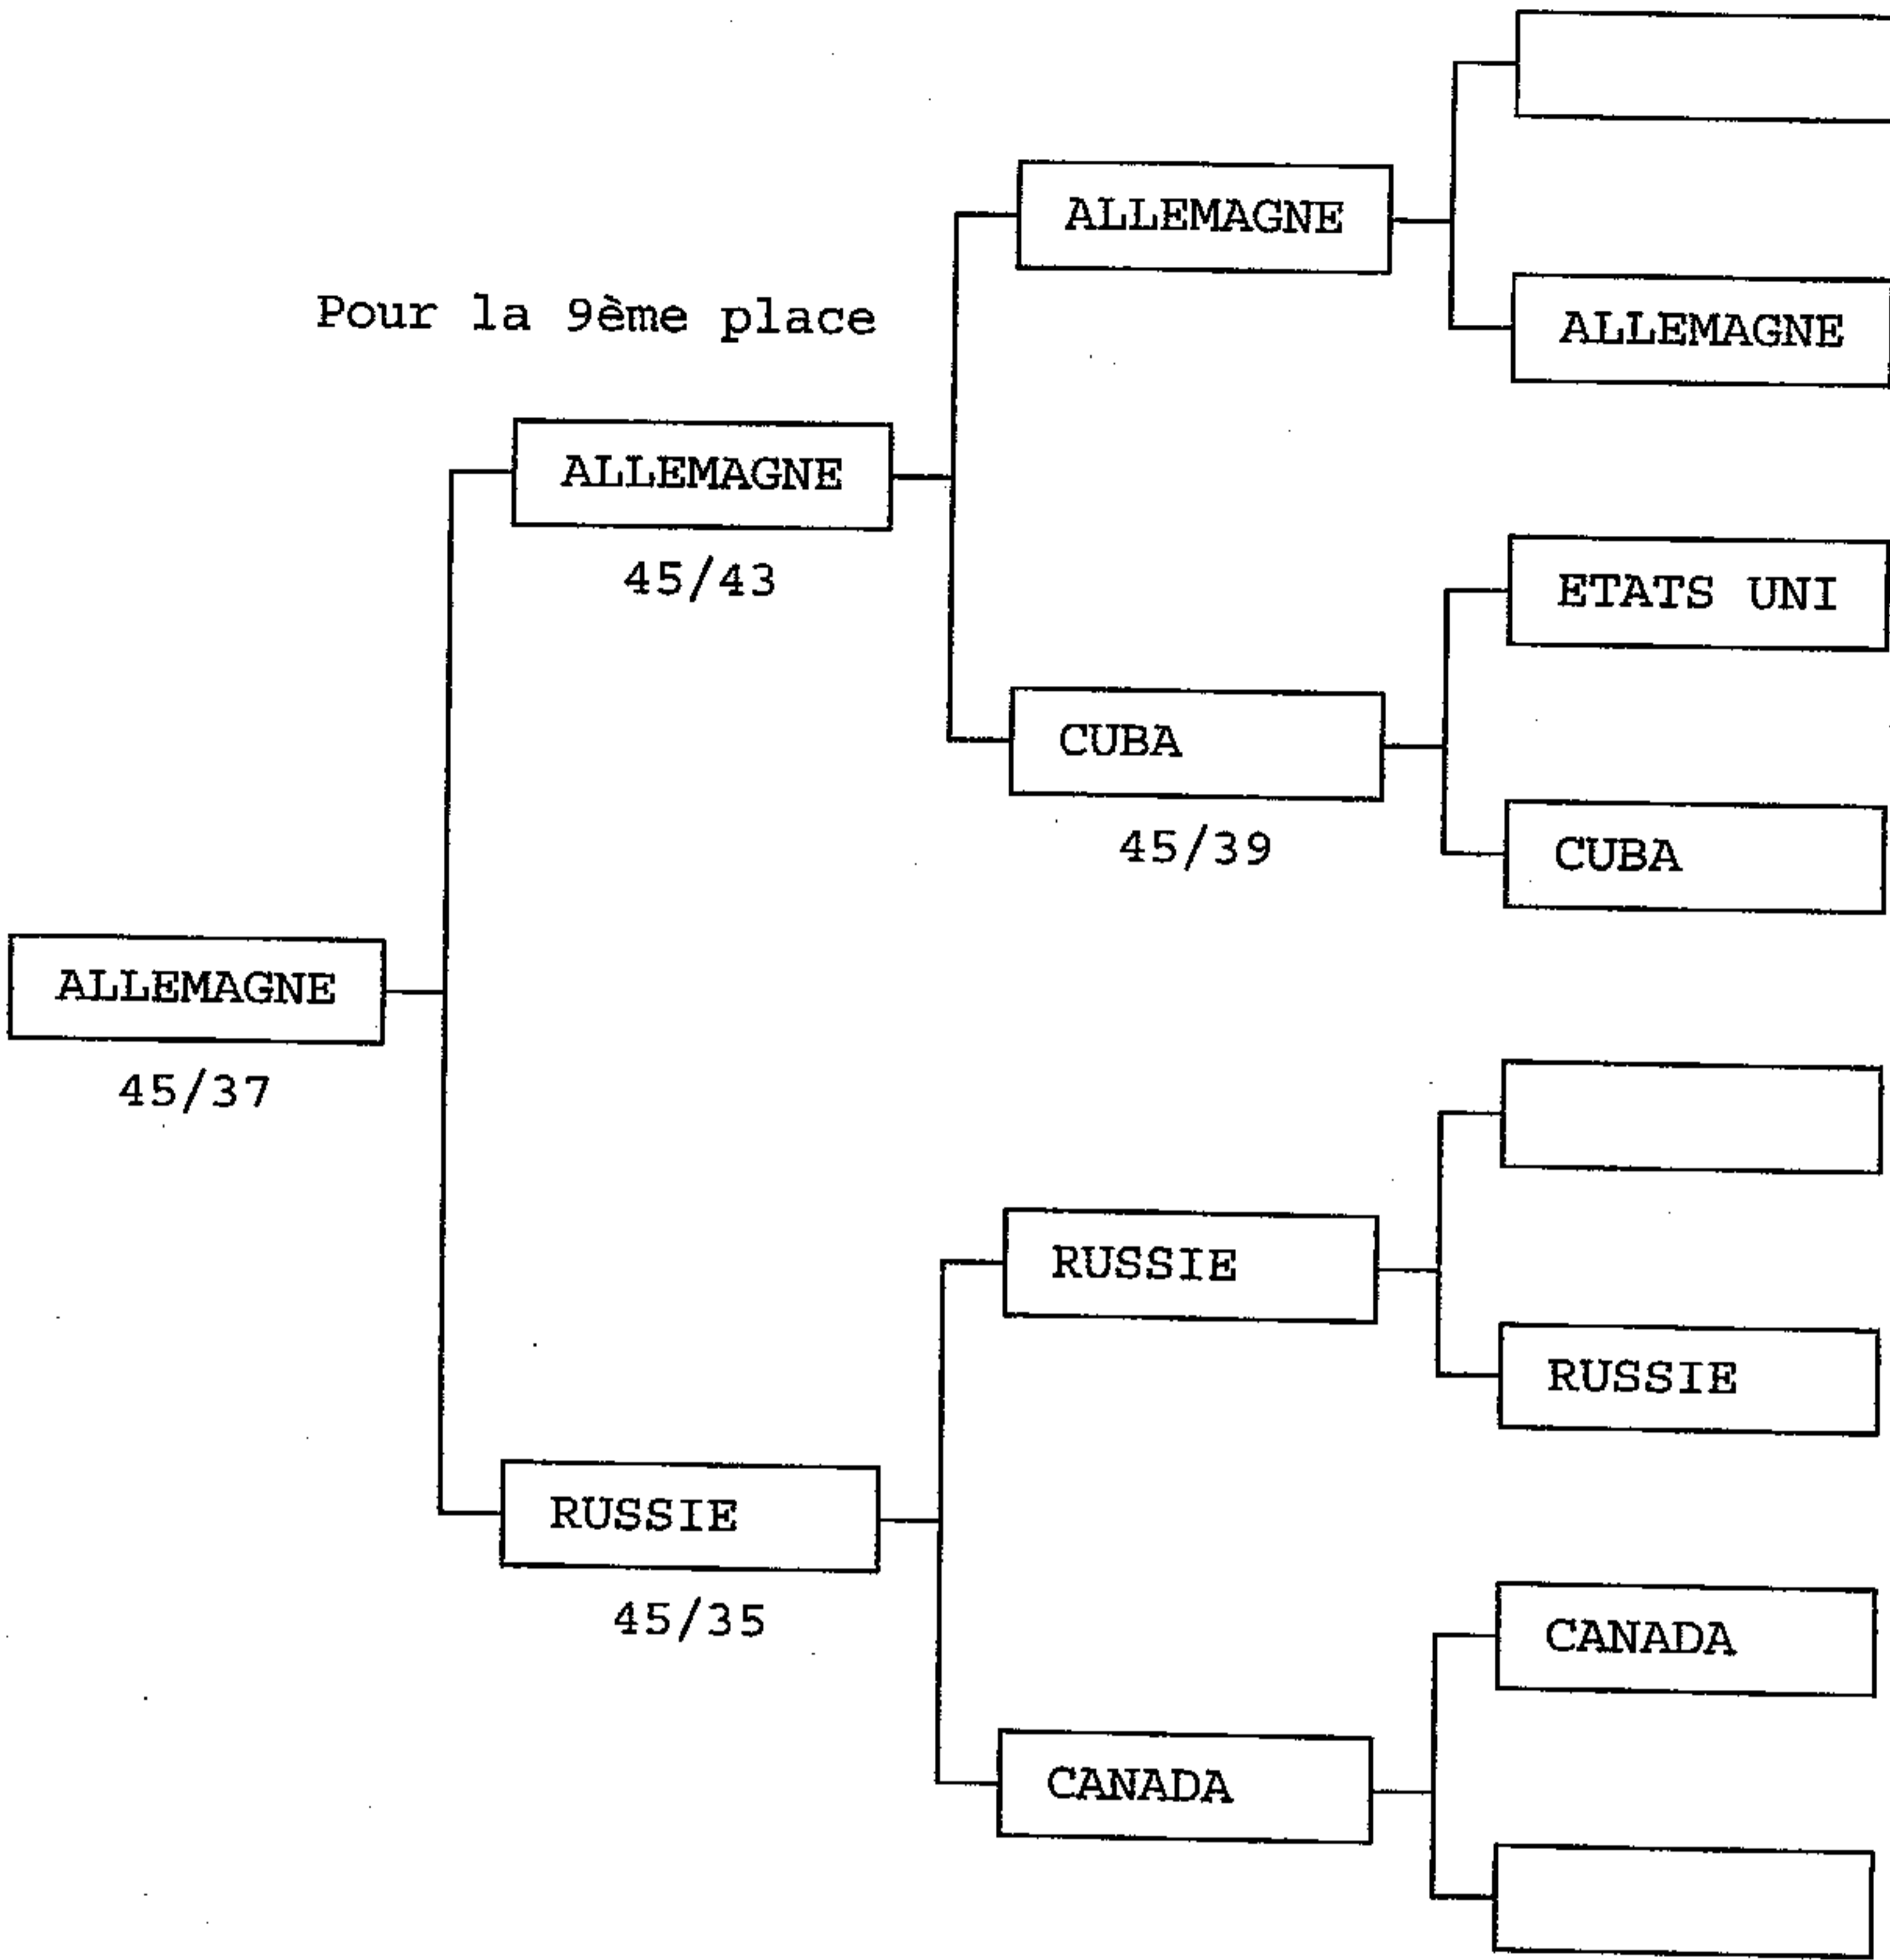 ALLEMAGNE
Pour la 9ème place
ALLEMAGNE
ALLEMAGNE
45/43
ETATS UNI
CUBA
45/39
CUBA
ALLEMAGNE
45/37
RUSSIE
RUSSIE
RUSSIE
45/35
CANADA
CANADA